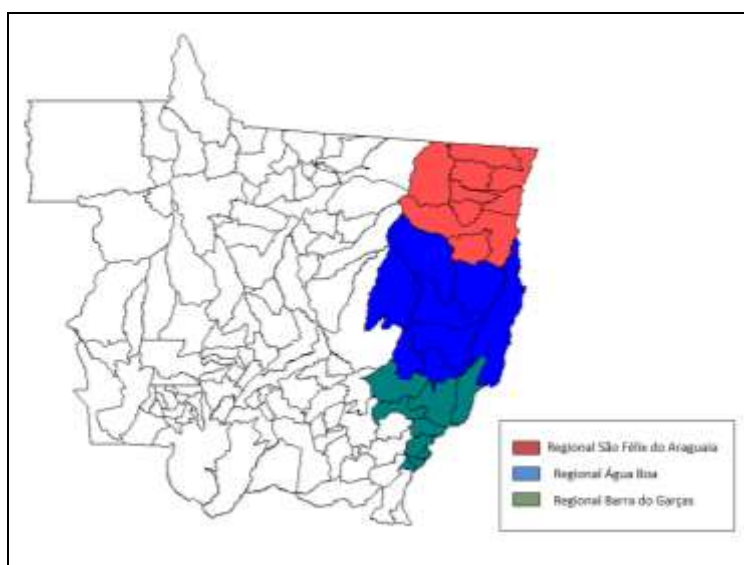 Regional São Félix do Araguaia
Regional Água Boa
Regional Barra do Garças